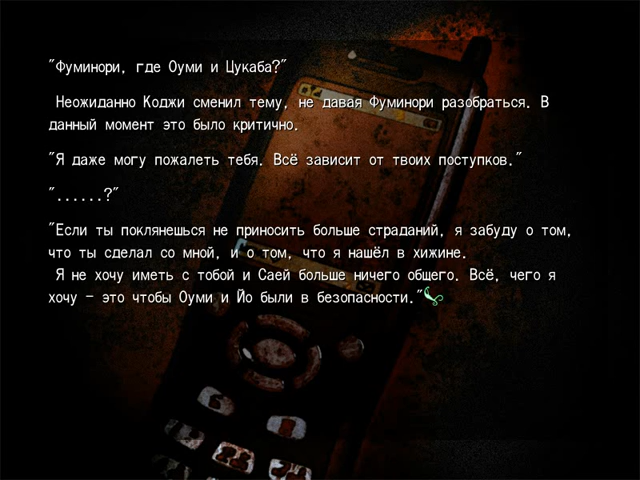 "Фуминори, где Оуми и Цукаба?"
Неожиданно Коджи сменил тему, не давая Фуминори разобраться. В
данный момент это было критично.
"Я даже могу пожалеть тебя. Всё зависит от твоих поступков."
"......?"
"Если ты поклянешься не приносить больше страданий, я забуду о том,
что ты сделал со мной, и о том, что я нашёл в хижине.
Я не хочу иметь с тобой и Саей больше ничего общего. Всё, чего я
хочу - это чтобы Оуми и Йо были в безопасности."